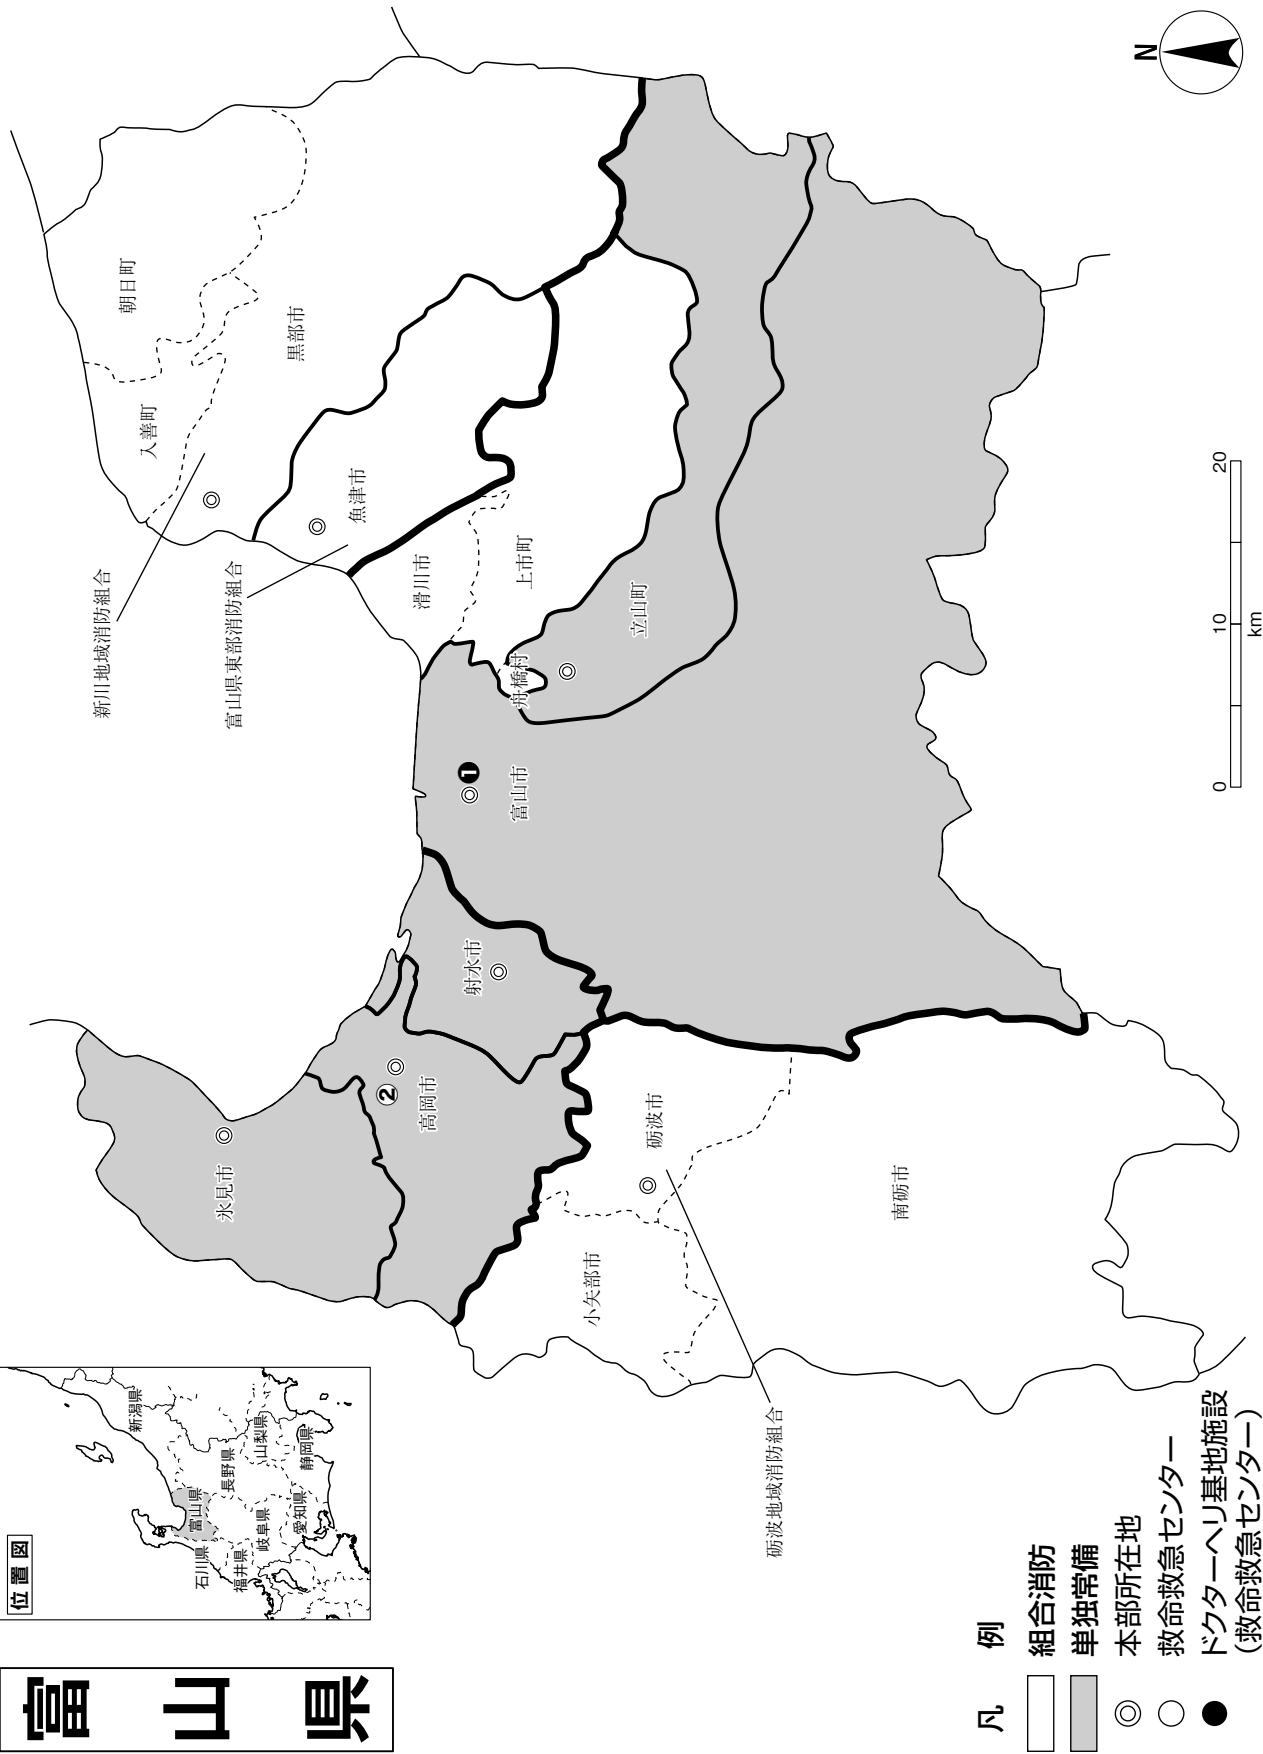 富山県
位置図
新潟県
富山県
石川県
長野県
福井県
岐阜県
山梨県
愛知県
静岡県
N
朝日町
入善町
黒部市
新川地域消防組合
魚津市
富山県東部消防組合
滑川市
上市町
舟橋村
立山町
1
富山市
射水市
2
高岡市
氷見市
砺波市
小矢部市
南砺市
砺波地域消防組合
凡例
組合消防
単独常備
本部所在地
救命救急センター
ドクターヘリ基地施設
(救命救急センター)
0 10 20
km